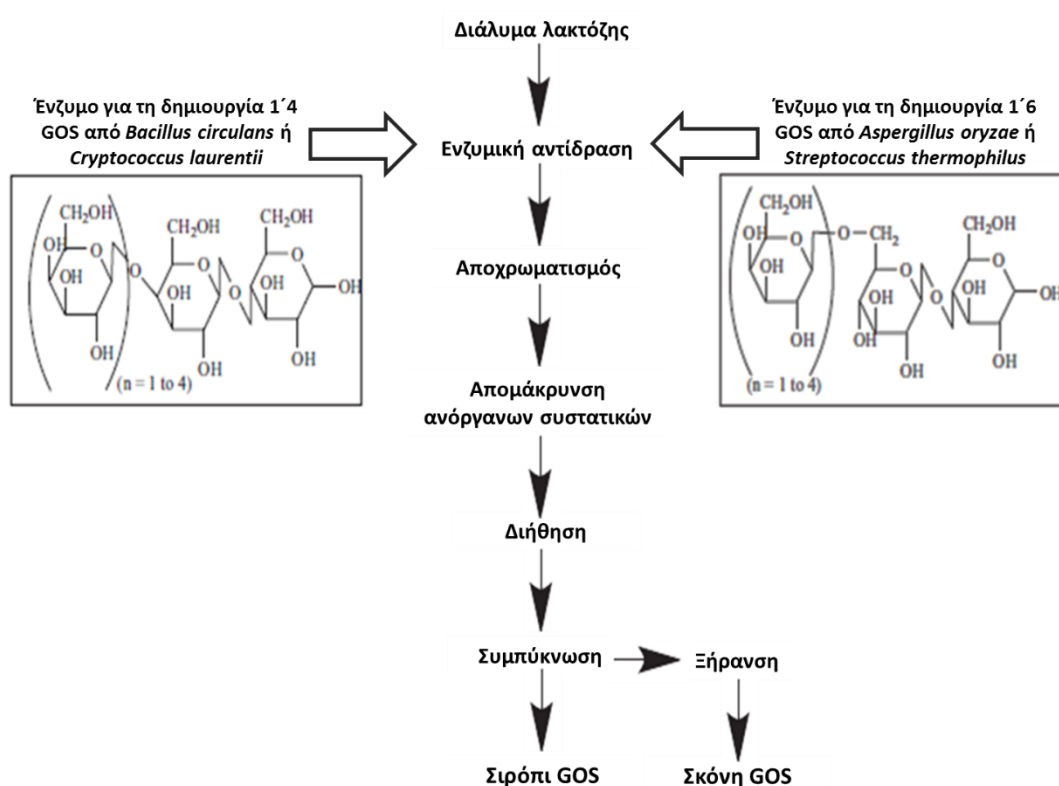 Διάλυμα λακτόζης
Ένζυμο για τη δημιουργία 1΄4
GOS από Bacillus circulans ή
Cryptococcus laurentii
Ενζυμική αντίδραση
Ένζυμο για τη δημιουργία 1΄6
GOS από Aspergillus oryzae ή
Streptococcus thermophilus
CH₂OH
CH₂OH
CH₂OH
O
O
O
OH
OH
OH
OH
OH
OH
OH
OH
O
O
(n = 1 to 4)
CH₂OH
O
CH₂
CH₂OH
O
O
O
OH
OH
OH
OH
OH
OH
OH
OH
OH
O
(n = 1 to 4)
Αποχρωματισμός
Απομάκρυνση
ανόργανων συστατικών
Διήθηση
Συμπύκνωση
Ξήρανση
Σιρόπι GOS
Σκόνη GOS